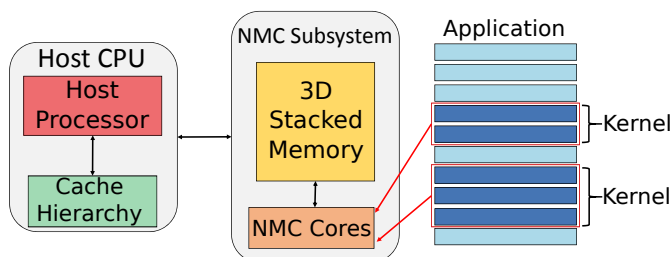 Host CPU
Host
Processor
Cache
Hierarchy
NMC Subsystem
3D
Stacked
Memory
NMC Cores
Application
Kernel
Kernel